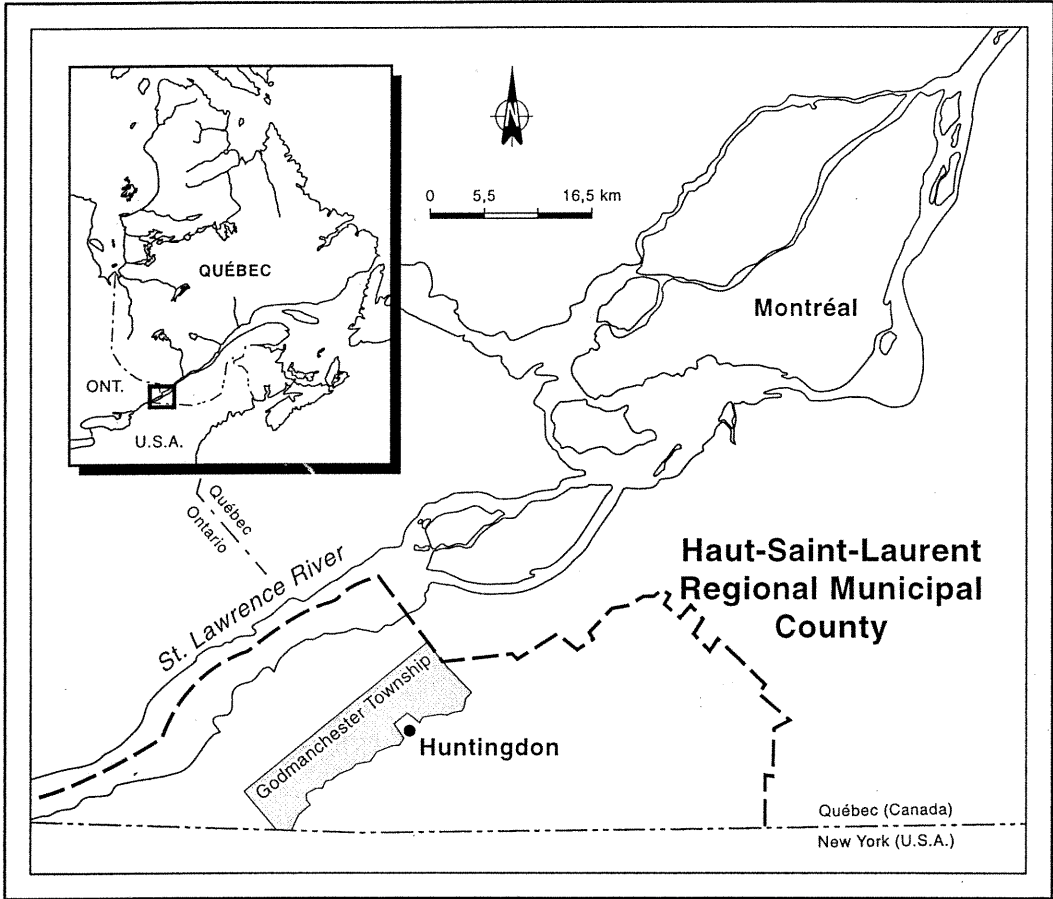 N
0 5,5 16,5 km
QUÉBEC
ONT.
U.S.A.
Montréal
Québec
Ontario
St. Lawrence River
Haut-Saint-Laurent
Regional Municipal
County
Godmanchester Township
Huntingdon
Québec (Canada)
New York (U.S.A.)